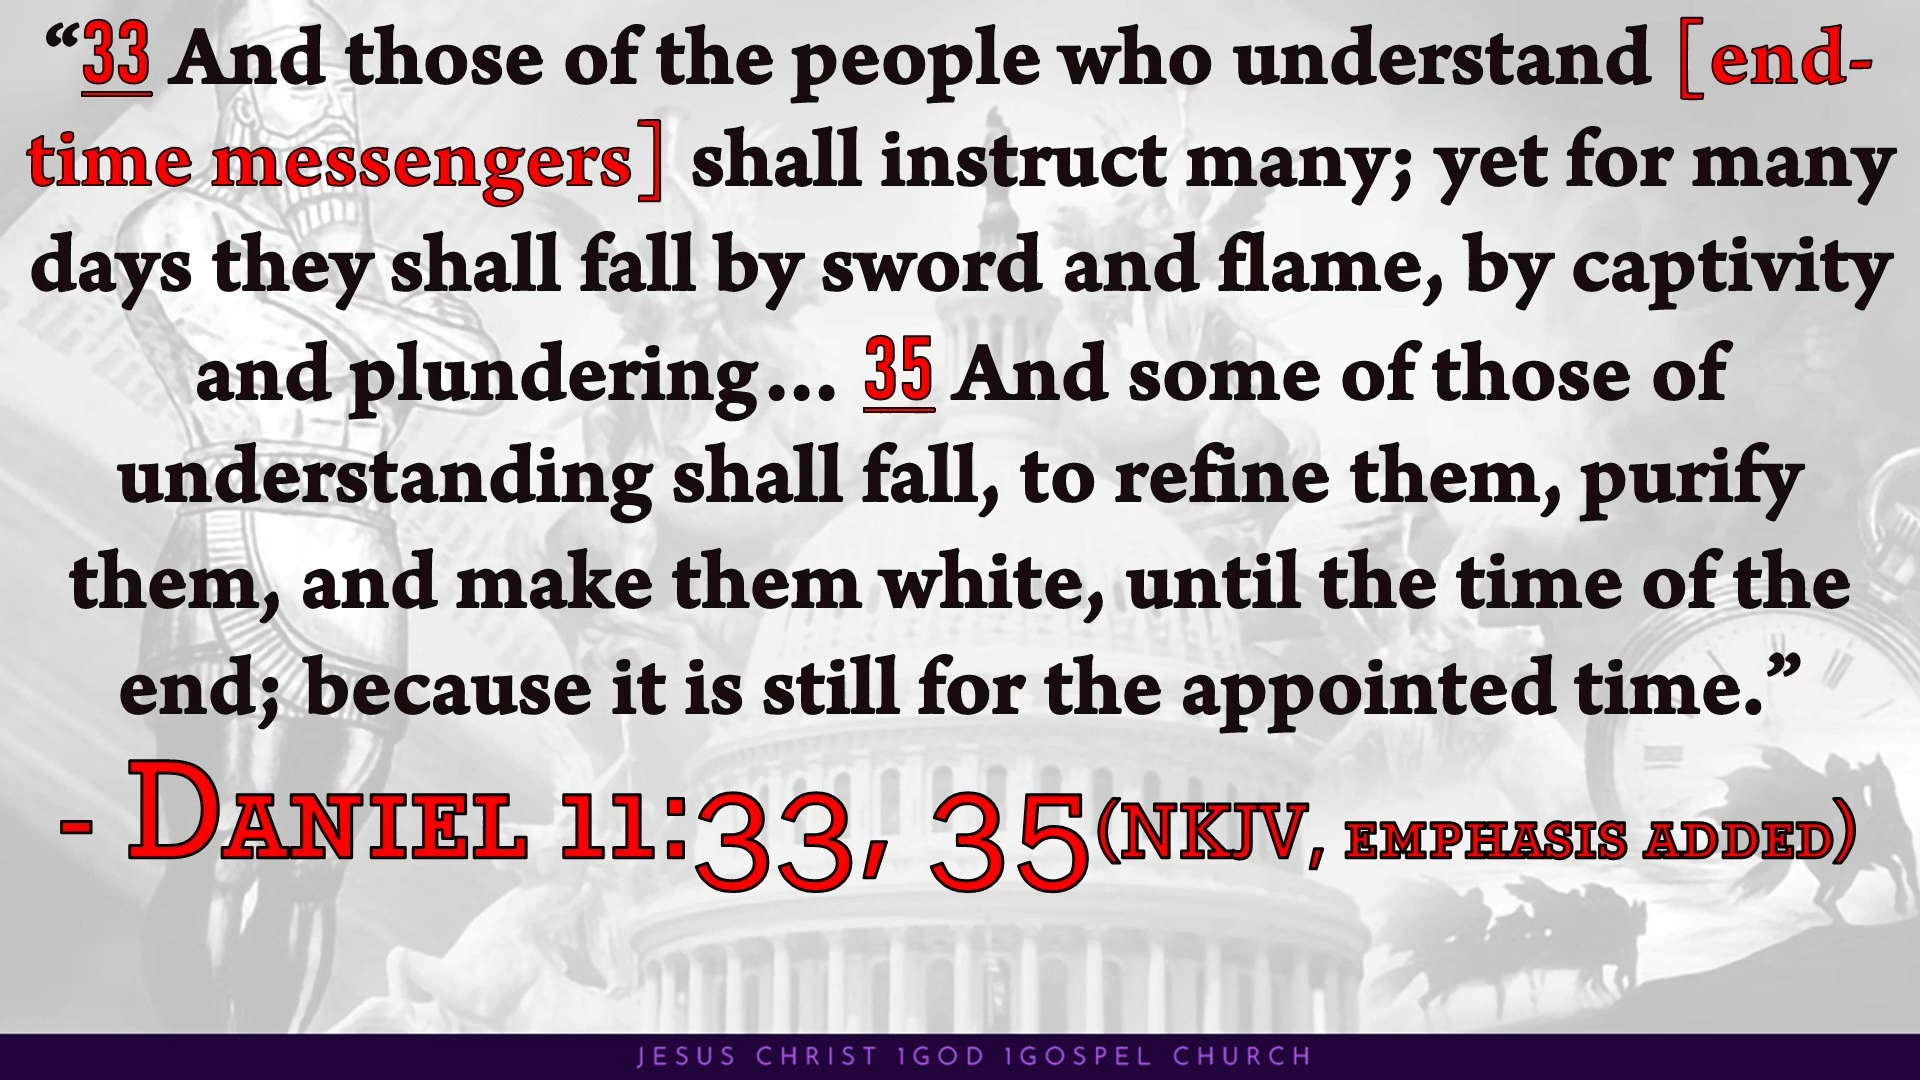 “33 And those of the people who understand [end-
time messengers] shall instruct many; yet for many
days they shall fall by sword and flame, by captivity
and plundering... 35 And some of those of
understanding shall fall, to refine them, purify
them, and make them white, until the time of the
end; because it is still for the appointed time.”
- Daniel 11:33, 35(NKJV, emphasis added)
JESUS CHRIST 1GOD 1GOSPEL CHURCH